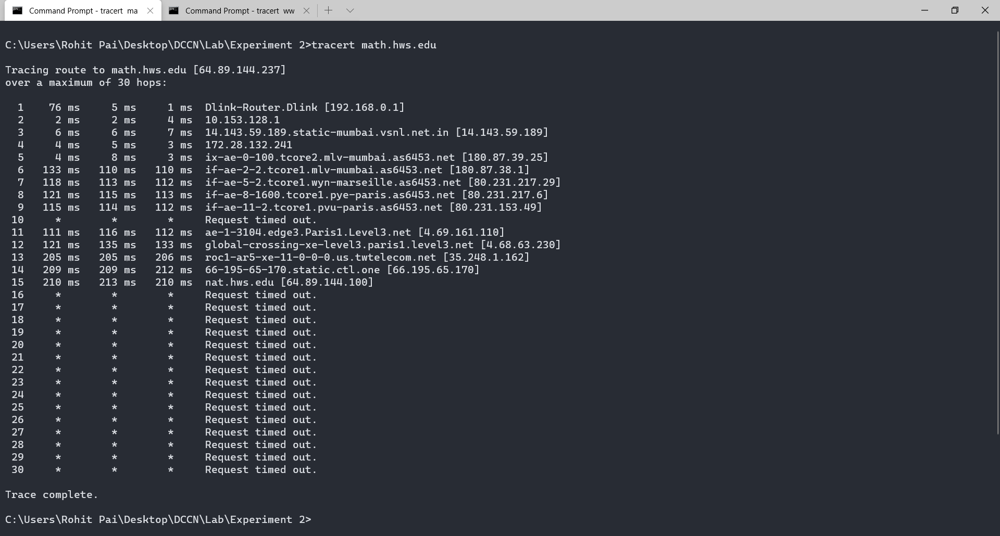 Command Prompt - tracert  ma
Command Prompt - tracert  ww
C:\Users\Rohit Pai\Desktop\DCCN\Lab\Experiment 2>tracert math.hws.edu
Tracing route to math.hws.edu [64.89.144.237]
over a maximum of 30 hops:
  1    76 ms     5 ms     1 ms  Dlink-Router.Dlink [192.168.0.1]
  2     2 ms     2 ms     4 ms  10.153.128.1
  3     6 ms     6 ms     7 ms  14.143.59.189.static-mumbai.vsnl.net.in [14.143.59.189]
  4     4 ms     5 ms     3 ms  172.28.132.241
  5     4 ms     8 ms     3 ms  ix-ae-0-100.tcore2.mlv-mumbai.as6453.net [180.87.39.25]
  6   133 ms   110 ms   110 ms  if-ae-2-2.tcore1.mlv-mumbai.as6453.net [180.87.38.1]
  7   118 ms   113 ms   112 ms  if-ae-5-2.tcore1.wyn-marseille.as6453.net [80.231.217.29]
  8   121 ms   115 ms   113 ms  if-ae-8-1600.tcore1.pye-paris.as6453.net [80.231.217.6]
  9   115 ms   114 ms   112 ms  if-ae-11-2.tcore1.pvu-paris.as6453.net [80.231.153.49]
 10     *        *        *     Request timed out.
 11   111 ms   116 ms   112 ms  ae-1-3104.edge3.Paris1.Level3.net [4.69.161.110]
 12   121 ms   135 ms   133 ms  global-crossing-xe-level3.paris1.level3.net [4.68.63.230]
 13   205 ms   205 ms   206 ms  roc1-ar5-xe-11-0-0-0.us.twtelecom.net [35.248.1.162]
 14   209 ms   209 ms   212 ms  66-195-65-170.static.ctl.one [66.195.65.170]
 15   210 ms   213 ms   210 ms  nat.hws.edu [64.89.144.100]
 16     *        *        *     Request timed out.
 17     *        *        *     Request timed out.
 18     *        *        *     Request timed out.
 19     *        *        *     Request timed out.
 20     *        *        *     Request timed out.
 21     *        *        *     Request timed out.
 22     *        *        *     Request timed out.
 23     *        *        *     Request timed out.
 24     *        *        *     Request timed out.
 25     *        *        *     Request timed out.
 26     *        *        *     Request timed out.
 27     *        *        *     Request timed out.
 28     *        *        *     Request timed out.
 29     *        *        *     Request timed out.
 30     *        *        *     Request timed out.
Trace complete.
C:\Users\Rohit Pai\Desktop\DCCN\Lab\Experiment 2>